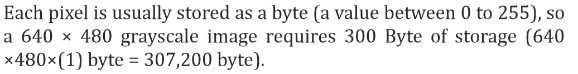 Each pixel is usually stored as a byte (a value between 0 to 255), so
a 640 × 480 grayscale image requires 300 Byte of storage (640
×480×(1) byte = 307,200 byte).